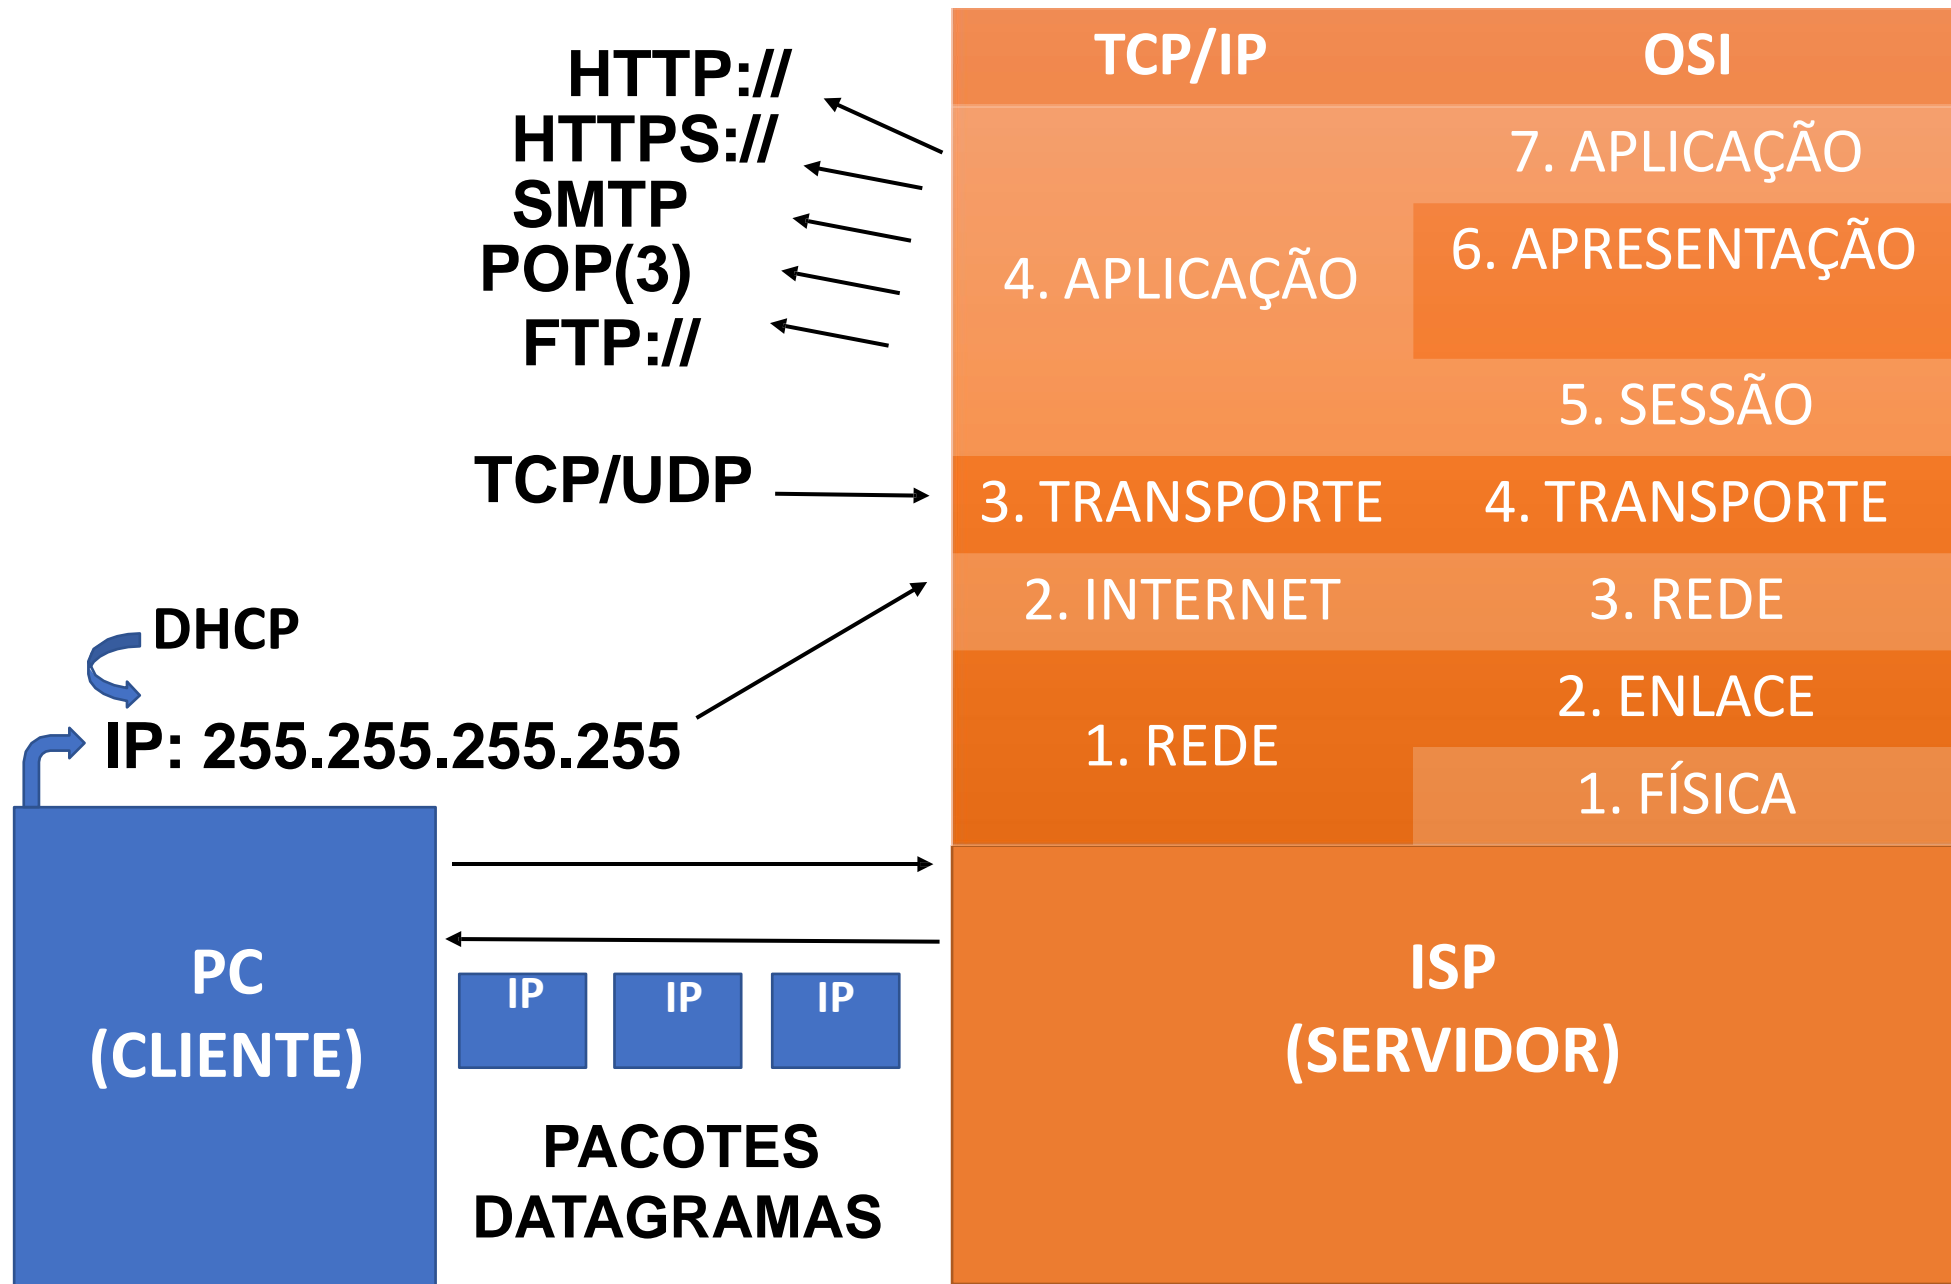 HTTP://
HTTPS://
SMTP
POP(3)
FTP://
TCP/UDP
DHCP
IP: 255.255.255.255
PC
(CLIENTE)
IP
IP
IP
PACOTES
DATAGRAMAS
TCP/IP
OSI
4. APLICAÇÃO
7. APLICAÇÃO
6. APRESENTAÇÃO
5. SESSÃO
3. TRANSPORTE
4. TRANSPORTE
2. INTERNET
3. REDE
1. REDE
2. ENLACE
1. FÍSICA
ISP
(SERVIDOR)